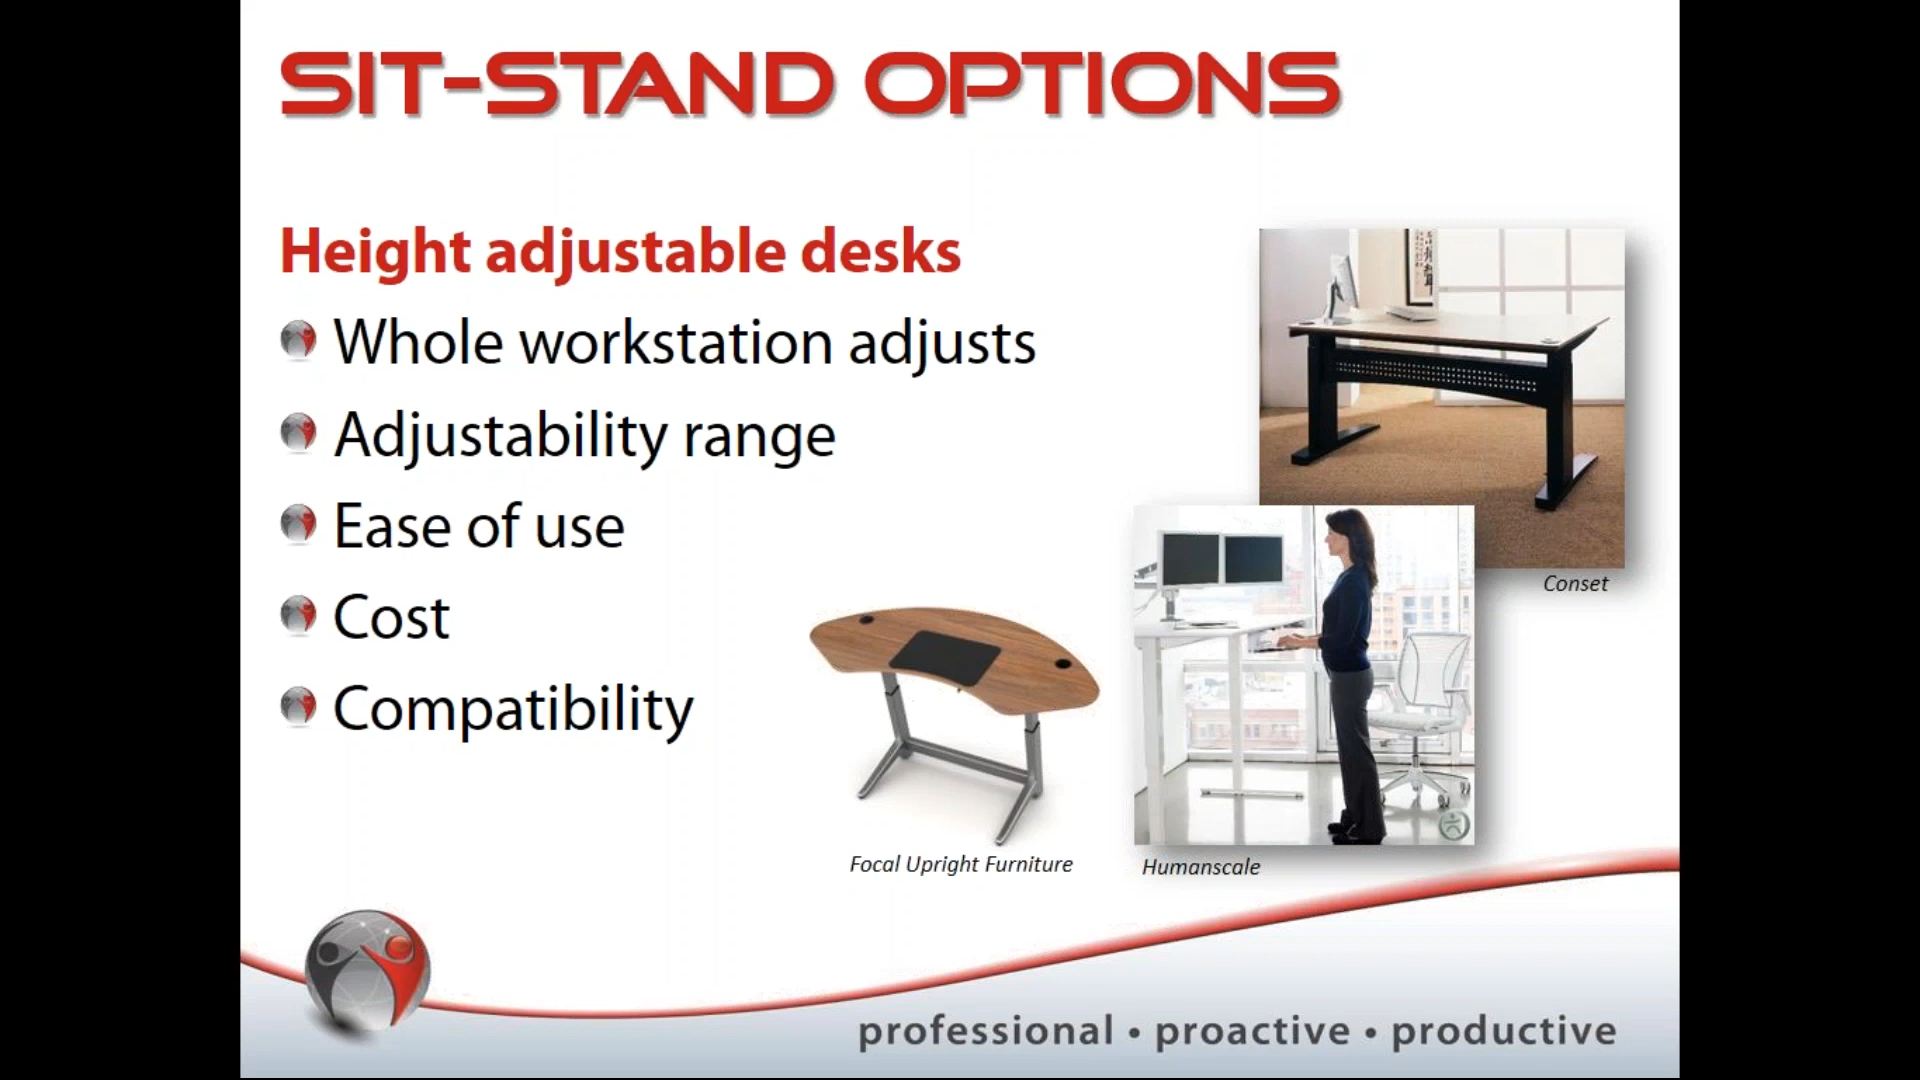 SIT-STAND OPTIONS
Height adjustable desks
Whole workstation adjusts
Adjustability range
Ease of use
Cost
Compatibility
Conset
Focal Upright Furniture
Humanscale
professional • proactive • productive